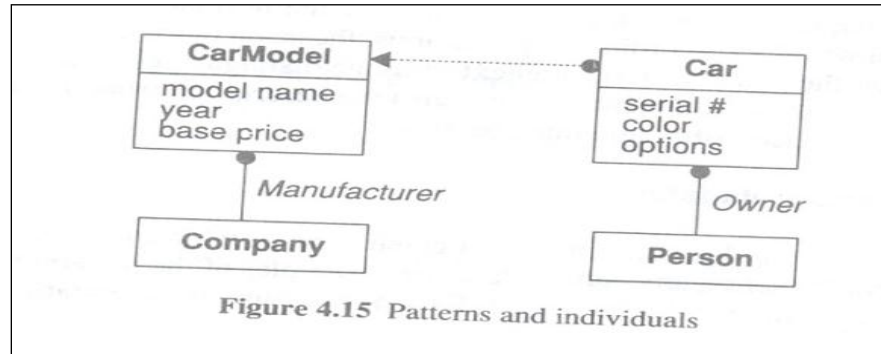 CarModel
model name
year
base price
Car
serial #
color
options
Manufacturer
Owner
Company
Person
Figure 4.15 Patterns and individuals